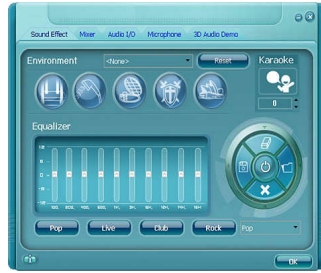 Sound Effect Mixer Audio I/O Microphone 3D Audio Demo
Environment <None> Reset Karaoke
0
Equalizer
Pop Live Club Rock Pop
OK